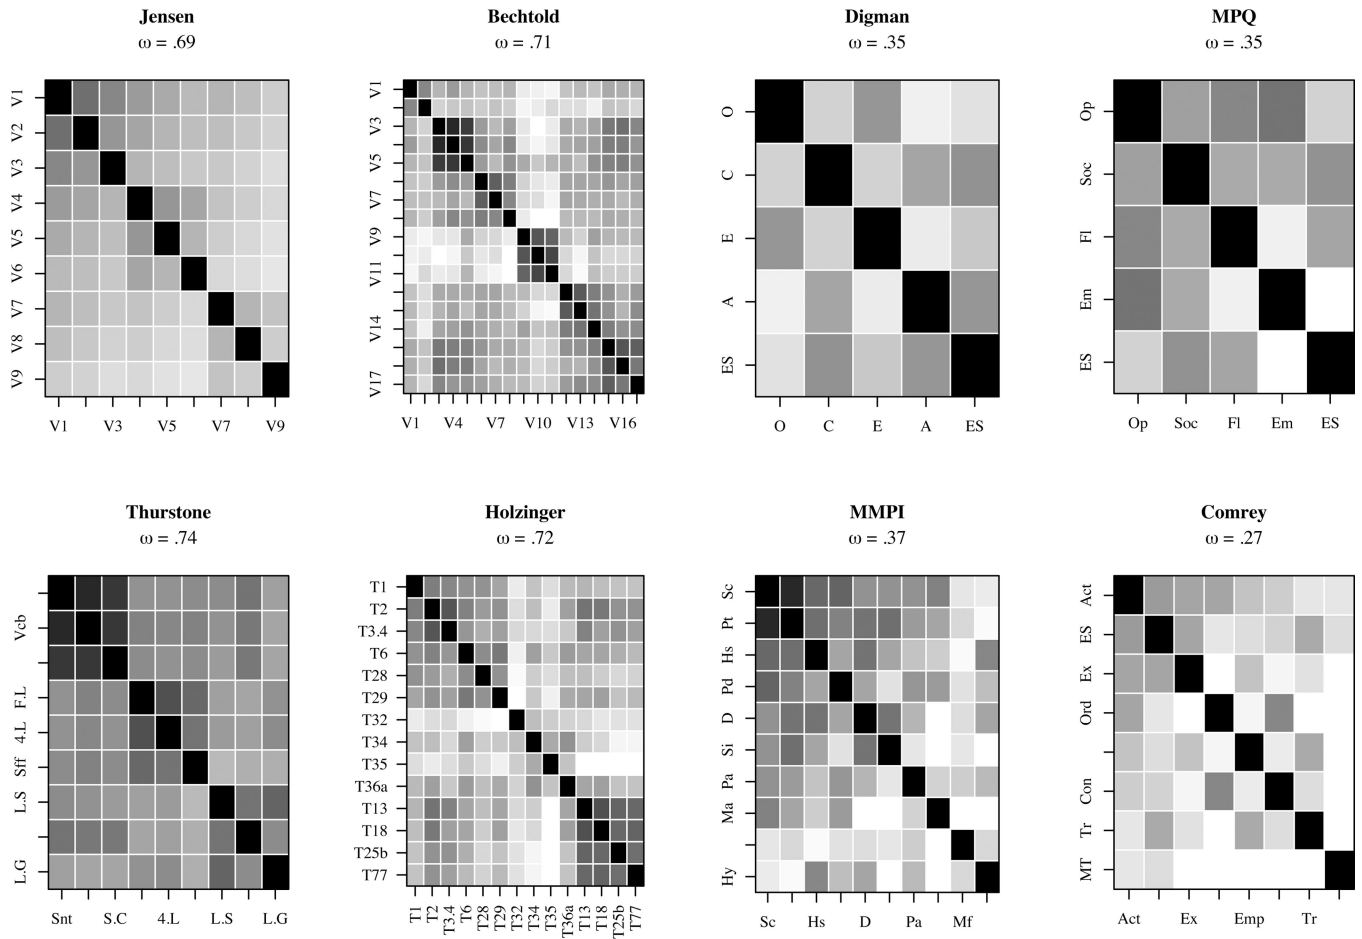 Jensen
ω = .69
V1
V2
V3
V4
V5
V6
V7
V8
V9
V1 V3 V5 V7 V9
Bechtold
ω = .71
V1
V3
V5
V7
V9
V11
V14
V17
V1 V4 V7 V10 V13 V16
Digman
ω = .35
O
C
E
A
ES
O C E A ES
MPQ
ω = .35
Op
Soc
Fl
Em
ES
Op Soc Fl Em ES
Thurstone
ω = .74
Vcb
F.L
4.L
Sff
L.S
L.G
Snt S.C 4.L L.S L.G
Holzinger
ω = .72
T1
T2
T3.4
T6
T28
T29
T32
T34
T35
T36a
T13
T18
T25b
T77
T1 T2 T3.4 T6 T28 T29 T32 T34 T35 T36a T13 T18 T25b T77
MMPI
ω = .37
Sc
Pt
Hs
Pd
D
Si
Pa
Ma
Hy
Sc Hs D Pa Mf
Comrey
ω = .27
Act
ES
Ex
Ord
Con
Tr
MT
Act Ex Emp Tr